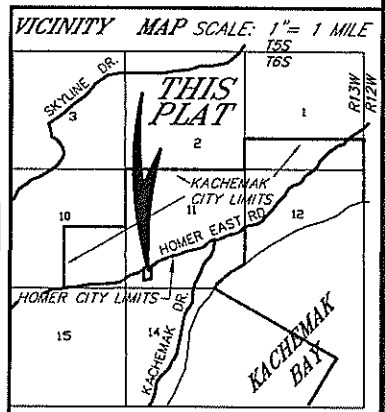 VICINITY MAP SCALE: 1"= 1 MILE
T5S
T6S
SKYLINE DR.
3
THIS
PLAT
2
1
R13W
R12W
KACHEMAK
CITY LIMITS
10
11
12
HOMER EAST RD.
HOMER CITY LIMITS
15
14
KACHEMAK DR.
KACHEMAK
BAY